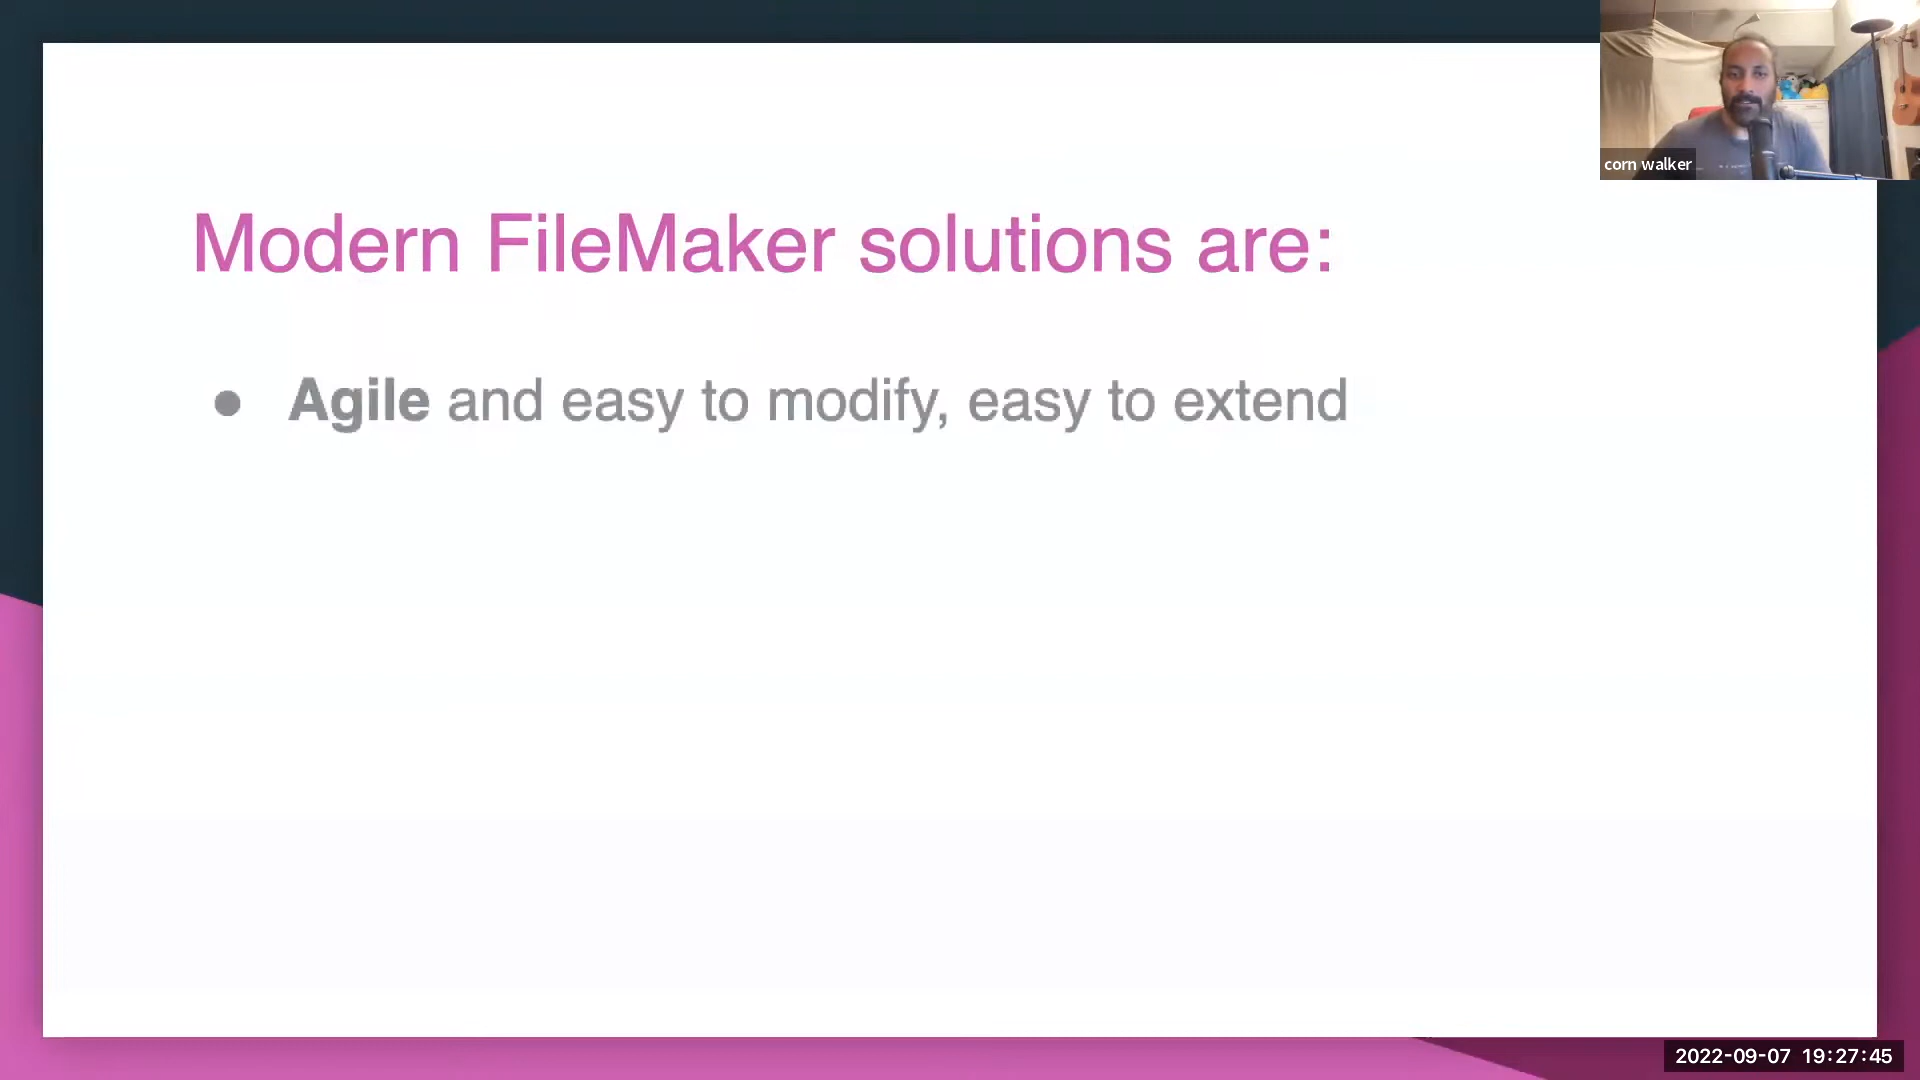 corn walker
Modern FileMaker solutions are:
● Agile and easy to modify, easy to extend
2022-09-07 19:27:45